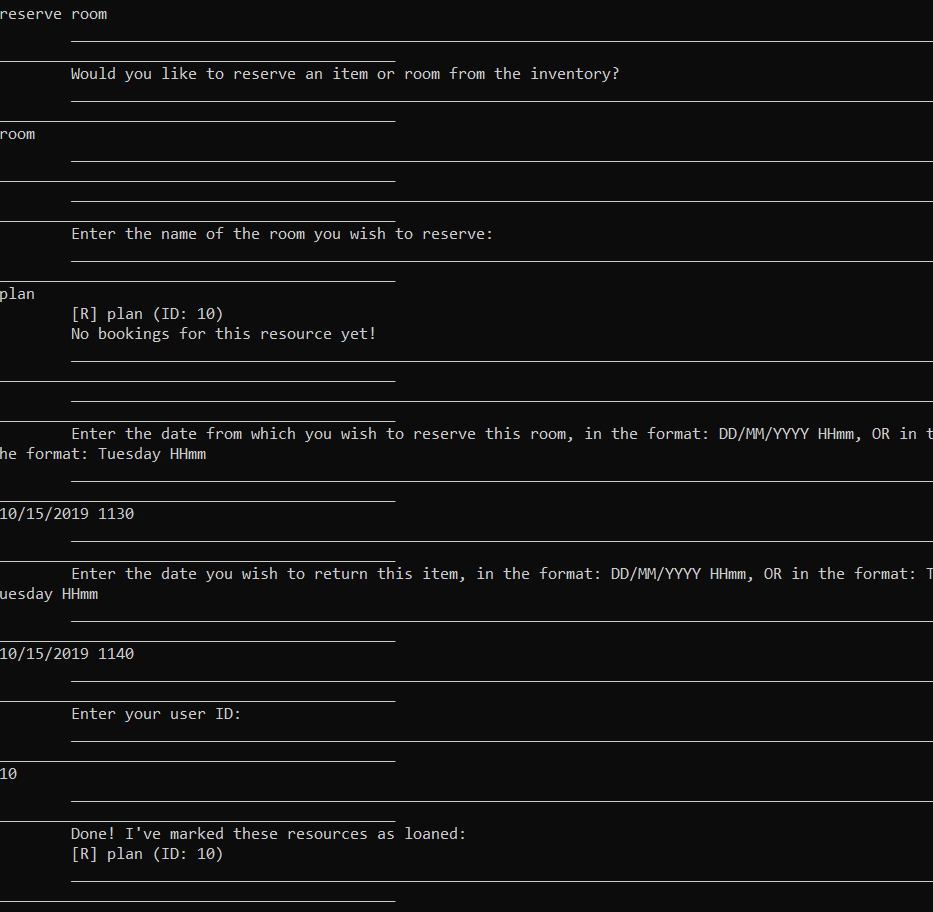 reserve room
Would you like to reserve an item or room from the inventory?
room
Enter the name of the room you wish to reserve:
plan
[R] plan (ID: 10)
No bookings for this resource yet!
Enter the date from which you wish to reserve this room, in the format: DD/MM/YYYY HHmm, OR in t
he format: Tuesday HHmm
10/15/2019 1130
Enter the date you wish to return this item, in the format: DD/MM/YYYY HHmm, OR in the format: T
uesday HHmm
10/15/2019 1140
Enter your user ID:
10
Done! I've marked these resources as loaned:
[R] plan (ID: 10)